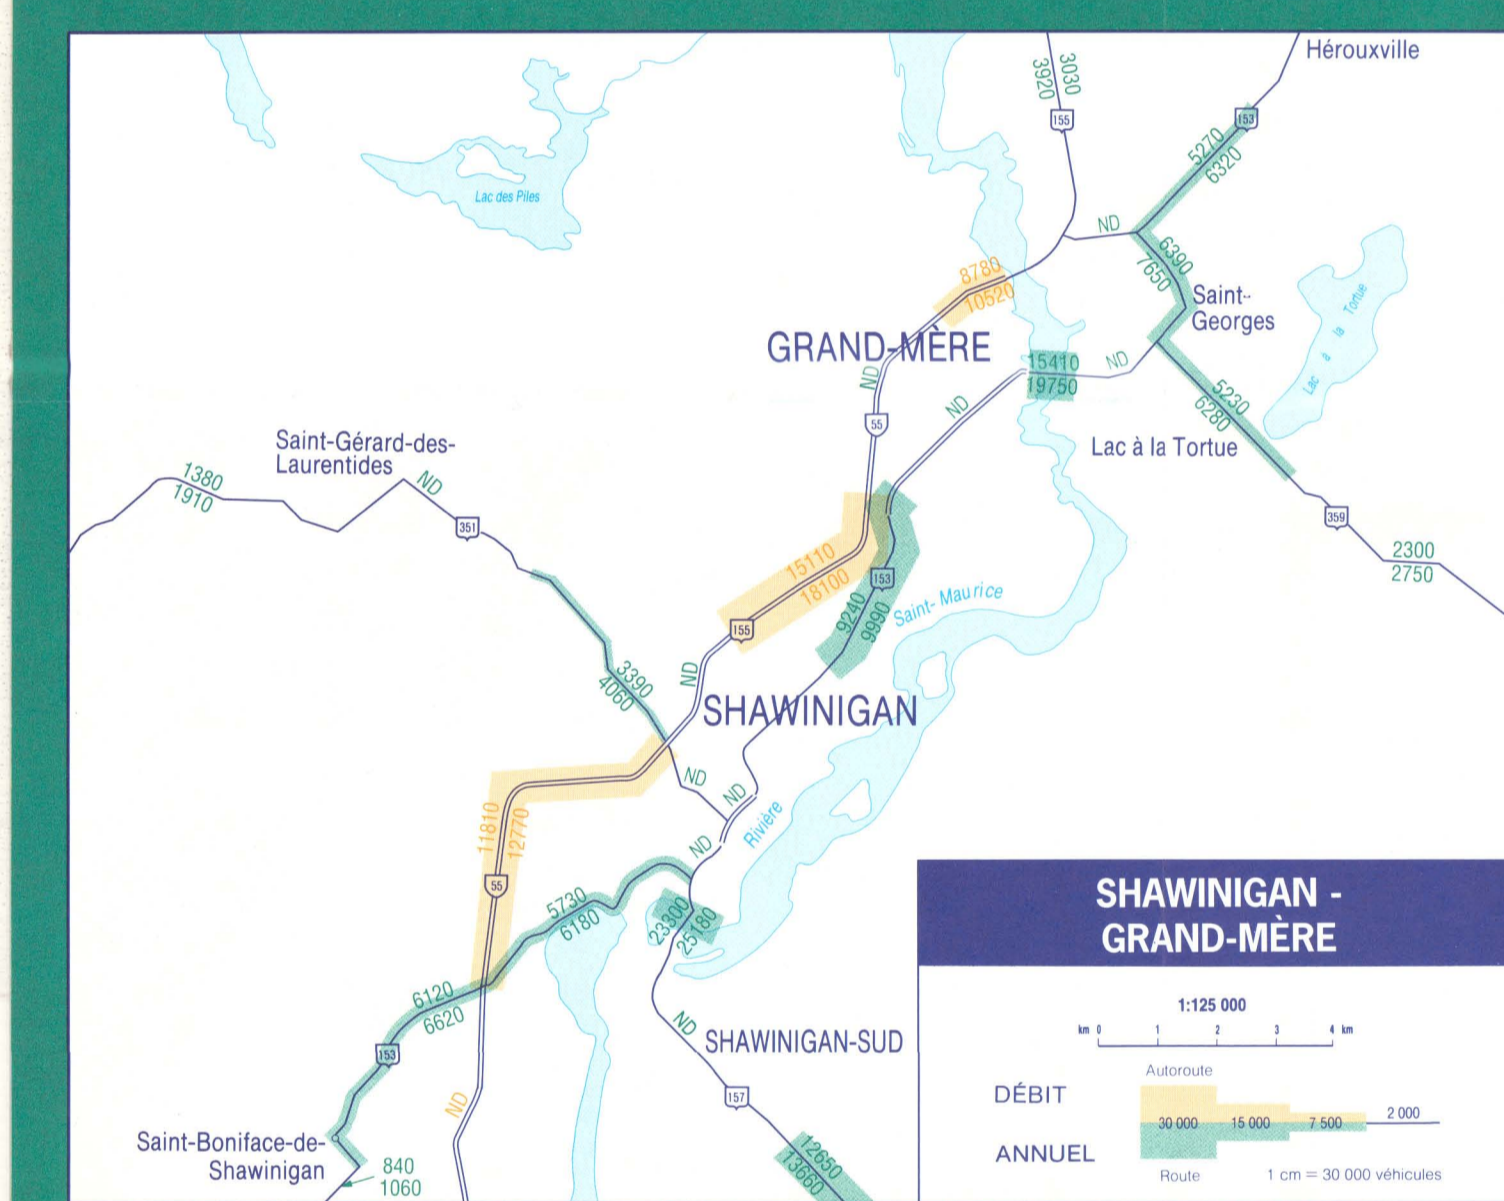 Hérouxville
3030
3920
155
153
5270
6320
Lac des Piles
ND
6390
7650
8780
10520
Saint-
Georges
Lac à la Tortue
GRAND-MÈRE
15410
19750
ND
ND
ND
5230
6280
55
Saint-Gérard-des-
Laurentides
Lac à la Tortue
1380
1910
ND
351
359
2300
2750
15110
18100
153
9240
9990
Saint-Maurice
155
ND
3390
4060
SHAWINIGAN
ND
ND
Rivière
11810
12770
ND
55
5730
6180
23300
25180
6120
6620
153
ND
SHAWINIGAN-SUD
157
ND
Saint-Boniface-de-
Shawinigan
840
1060
12650
13660
SHAWINIGAN -
GRAND-MÈRE
1:125 000
km 0 1 2 3 4 km
Autoroute
DÉBIT
30 000 15 000 7 500 2 000
ANNUEL
Route
1 cm = 30 000 véhicules